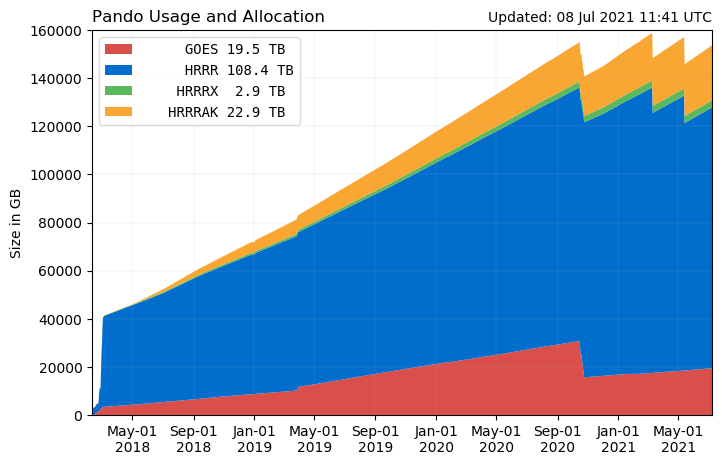 Pando Usage and Allocation
Updated: 08 Jul 2021 11:41 UTC
160000
140000
120000
100000
80000
60000
40000
20000
0
Size in GB
GOES 19.5 TB
HRRR 108.4 TB
HRRRX 2.9 TB
HRRRAK 22.9 TB
May-01 Sep-01 Jan-01 May-01 Sep-01 Jan-01 May-01 Sep-01 Jan-01 May-01
2018 2018 2019 2019 2019 2020 2020 2020 2021 2021